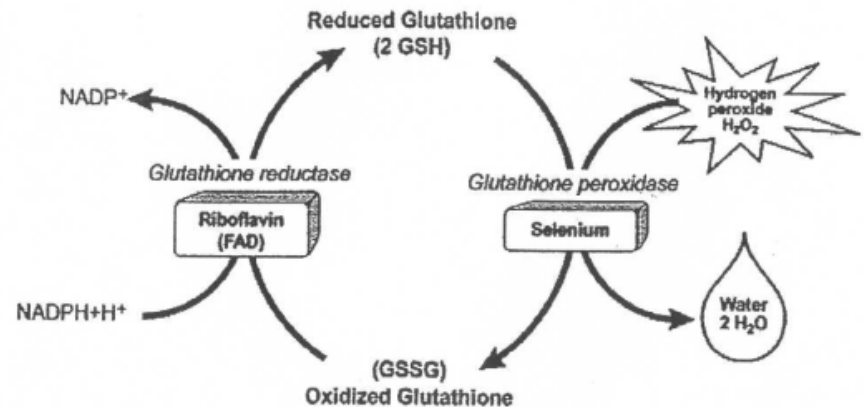 Reduced Glutathione
(2 GSH)
NADP⁺
Hydrogen
peroxide
H₂O₂
Glutathione reductase
Glutathione peroxidase
Riboflavin
(FAD)
Selenium
NADPH+H⁺
Water
2 H₂O
(GSSG)
Oxidized Glutathione